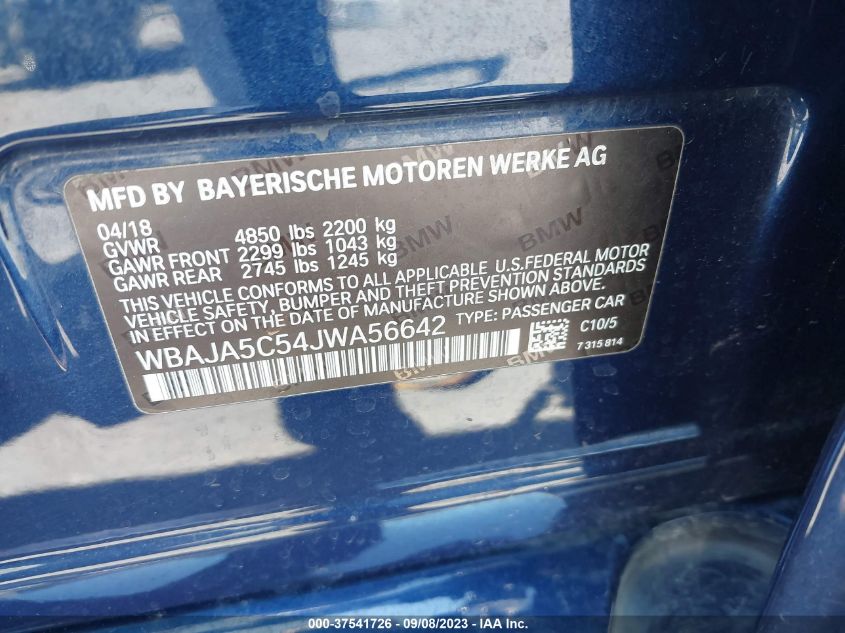 MFD BY BAYERISCHE MOTOREN WERKE AG
04/18
GVWR 4850 lbs 2200 kg
GAWR FRONT 2299 lbs 1043 kg
GAWR REAR 2745 lbs 1245 kg
THIS VEHICLE CONFORMS TO ALL APPLICABLE U.S.FEDERAL MOTOR
VEHICLE SAFETY, BUMPER AND THEFT PREVENTION STANDARDS
IN EFFECT ON THE DATE OF MANUFACTURE SHOWN ABOVE.
WBAJA5C54JWA56642 TYPE: PASSENGER CAR
C10/5
7 315 814
000-37541726 - 09/08/2023 - IAA Inc.